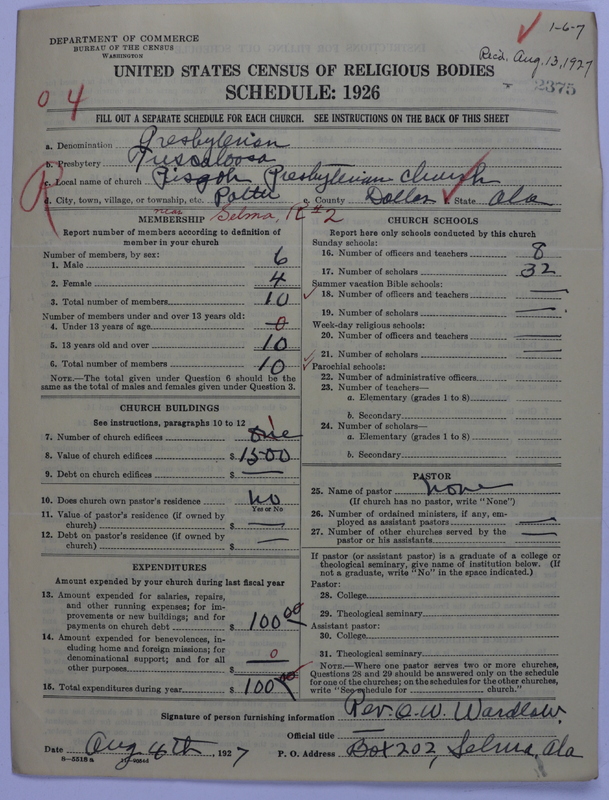 1-6-7
DEPARTMENT OF COMMERCE
BUREAU OF THE CENSUS
WASHINGTON
Recd. Aug. 13, 1927
2375
UNITED STATES CENSUS OF RELIGIOUS BODIES
SCHEDULE: 1926
04
FILL OUT A SEPARATE SCHEDULE FOR EACH CHURCH. SEE INSTRUCTIONS ON THE BACK OF THIS SHEET
R
a. Denomination Presbyterian
b. Presbytery Tuscaloosa
c. Local name of church Pisgah Presbyterian Church
d. City, town, village, or township, etc. e. County Dallas f. State Ala
near Selma, R#2
MEMBERSHIP
Report number of members according to definition of
member in your church
Number of members, by sex:
1. Male 6
2. Female 4
3. Total number of members 10
Number of members under and over 13 years old:
4. Under 13 years of age 0
5. 13 years old and over 10
6. Total number of members 10
NOTE.—The total given under Question 6 should be the
same as the total of males and females given under Question 3.
CHURCH BUILDINGS
See instructions, paragraphs 10 to 12
7. Number of church edifices one 1
8. Value of church edifices $ 1500
9. Debt on church edifices $ —
10. Does church own pastor's residence No
Yes or No
11. Value of pastor's residence (if owned by
church) $ —
12. Debt on pastor's residence (if owned by
church) $ —
EXPENDITURES
Amount expended by your church during last fiscal year
13. Amount expended for salaries, repairs,
and other running expenses; for im-
provements or new buildings; and for
payments on church debt $ 100 00
14. Amount expended for benevolences, in-
cluding home and foreign missions; for
denominational support; and for all
other purposes $ 0
15. Total expenditures during year $ 100 00
CHURCH SCHOOLS
Report here only schools conducted by this church
Sunday schools:
16. Number of officers and teachers 8
17. Number of scholars 32
Summer vacation Bible schools:
18. Number of officers and teachers —
19. Number of scholars —
Week-day religious schools:
20. Number of officers and teachers —
21. Number of scholars —
Parochial schools:
22. Number of administrative officers
23. Number of teachers—
a. Elementary (grades 1 to 8)
b. Secondary
24. Number of scholars—
a. Elementary (grades 1 to 8)
b. Secondary
PASTOR
25. Name of pastor none
(If church has no pastor, write "None")
26. Number of ordained ministers, if any, em-
ployed as assistant pastors —
27. Number of other churches served by the
pastor or his assistants —
If pastor (or assistant pastor) is a graduate of a college or
theological seminary, give name of institution below. (If
not a graduate, write "No" in the space indicated.)
Pastor:
28. College
29. Theological seminary
Assistant pastor:
30. College
31. Theological seminary
NOTE.—Where one pastor serves two or more churches,
Questions 28 and 29 should be answered only on the schedule
for one of the churches; on the schedules for the other churches,
write "See schedule for church."
Signature of person furnishing information Rev. O. W. Wardlaw.
Official title —
Date Aug 4th, 1927 P. O. Address Box 202, Selma, Ala
8-5518 a